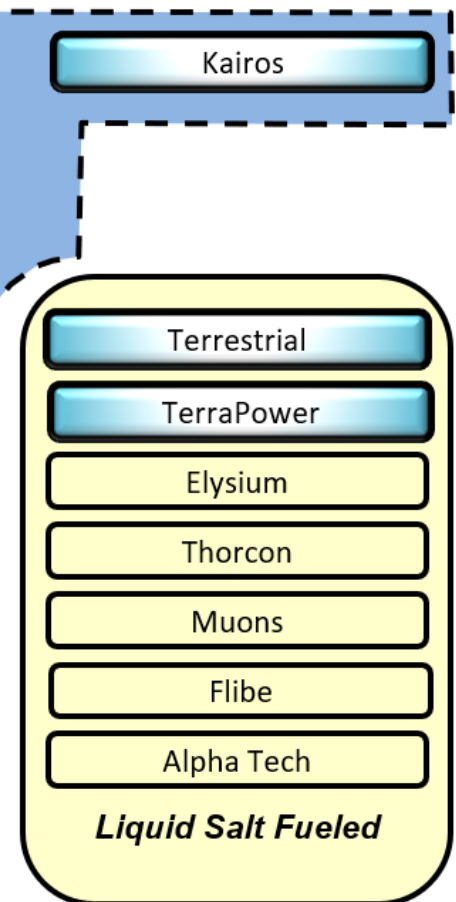 Kairos
Terrestrial
TerraPower
Elysium
Thorcon
Muons
Flibe
Alpha Tech
Liquid Salt Fueled